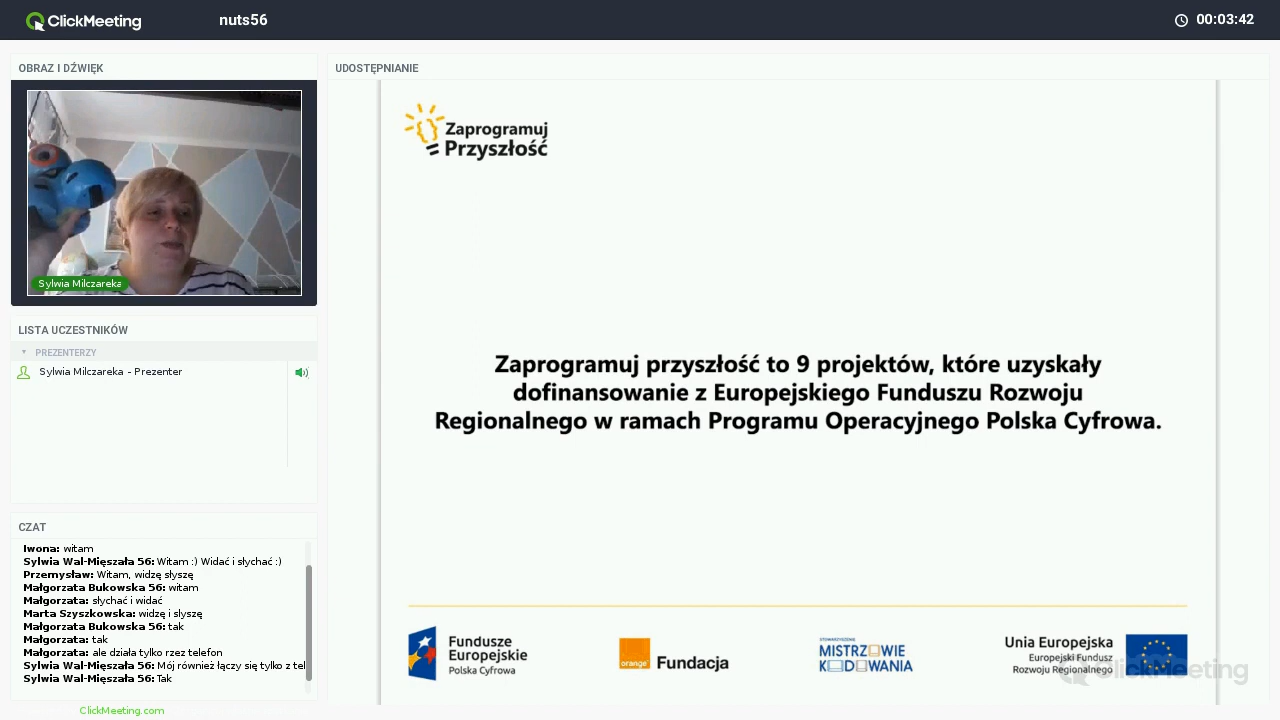 ClickMeeting
nuts56
00:03:42
OBRAZ I DŹWIĘK
Sylwia Milczareka
LISTA UCZESTNIKÓW
PREZENTERZY
Sylwia Milczareka - Prezenter
CZAT
Iwona: witam
Sylwia Wal-Mięszała 56: Witam :) Widać i słychać :)
Przemysław: Witam, widzę słyszę
Małgorzata Bukowska 56: witam
Małgorzata: słychać i widać
Marta Szyszkowska: widzę i slyszę
Małgorzata Bukowska 56: tak
Małgorzata: tak
Małgorzata: ale działa tylko rzez telefon
Sylwia Wal-Mięszała 56: Mój również łączy się tylko z tel
Sylwia Wal-Mięszała 56: Tak
ClickMeeting.com
UDOSTĘPNIANIE
Zaprogramuj
Przyszłość
Zaprogramuj przyszłość to 9 projektów, które uzyskały
dofinansowanie z Europejskiego Funduszu Rozwoju
Regionalnego w ramach Programu Operacyjnego Polska Cyfrowa.
Fundusze
Europejskie
Polska Cyfrowa
orange
Fundacja
STOWARZYSZENIE
MISTRZOWIE
KODOWANIA
Unia Europejska
Europejski Fundusz
Rozwoju Regionalnego
ClickMeeting